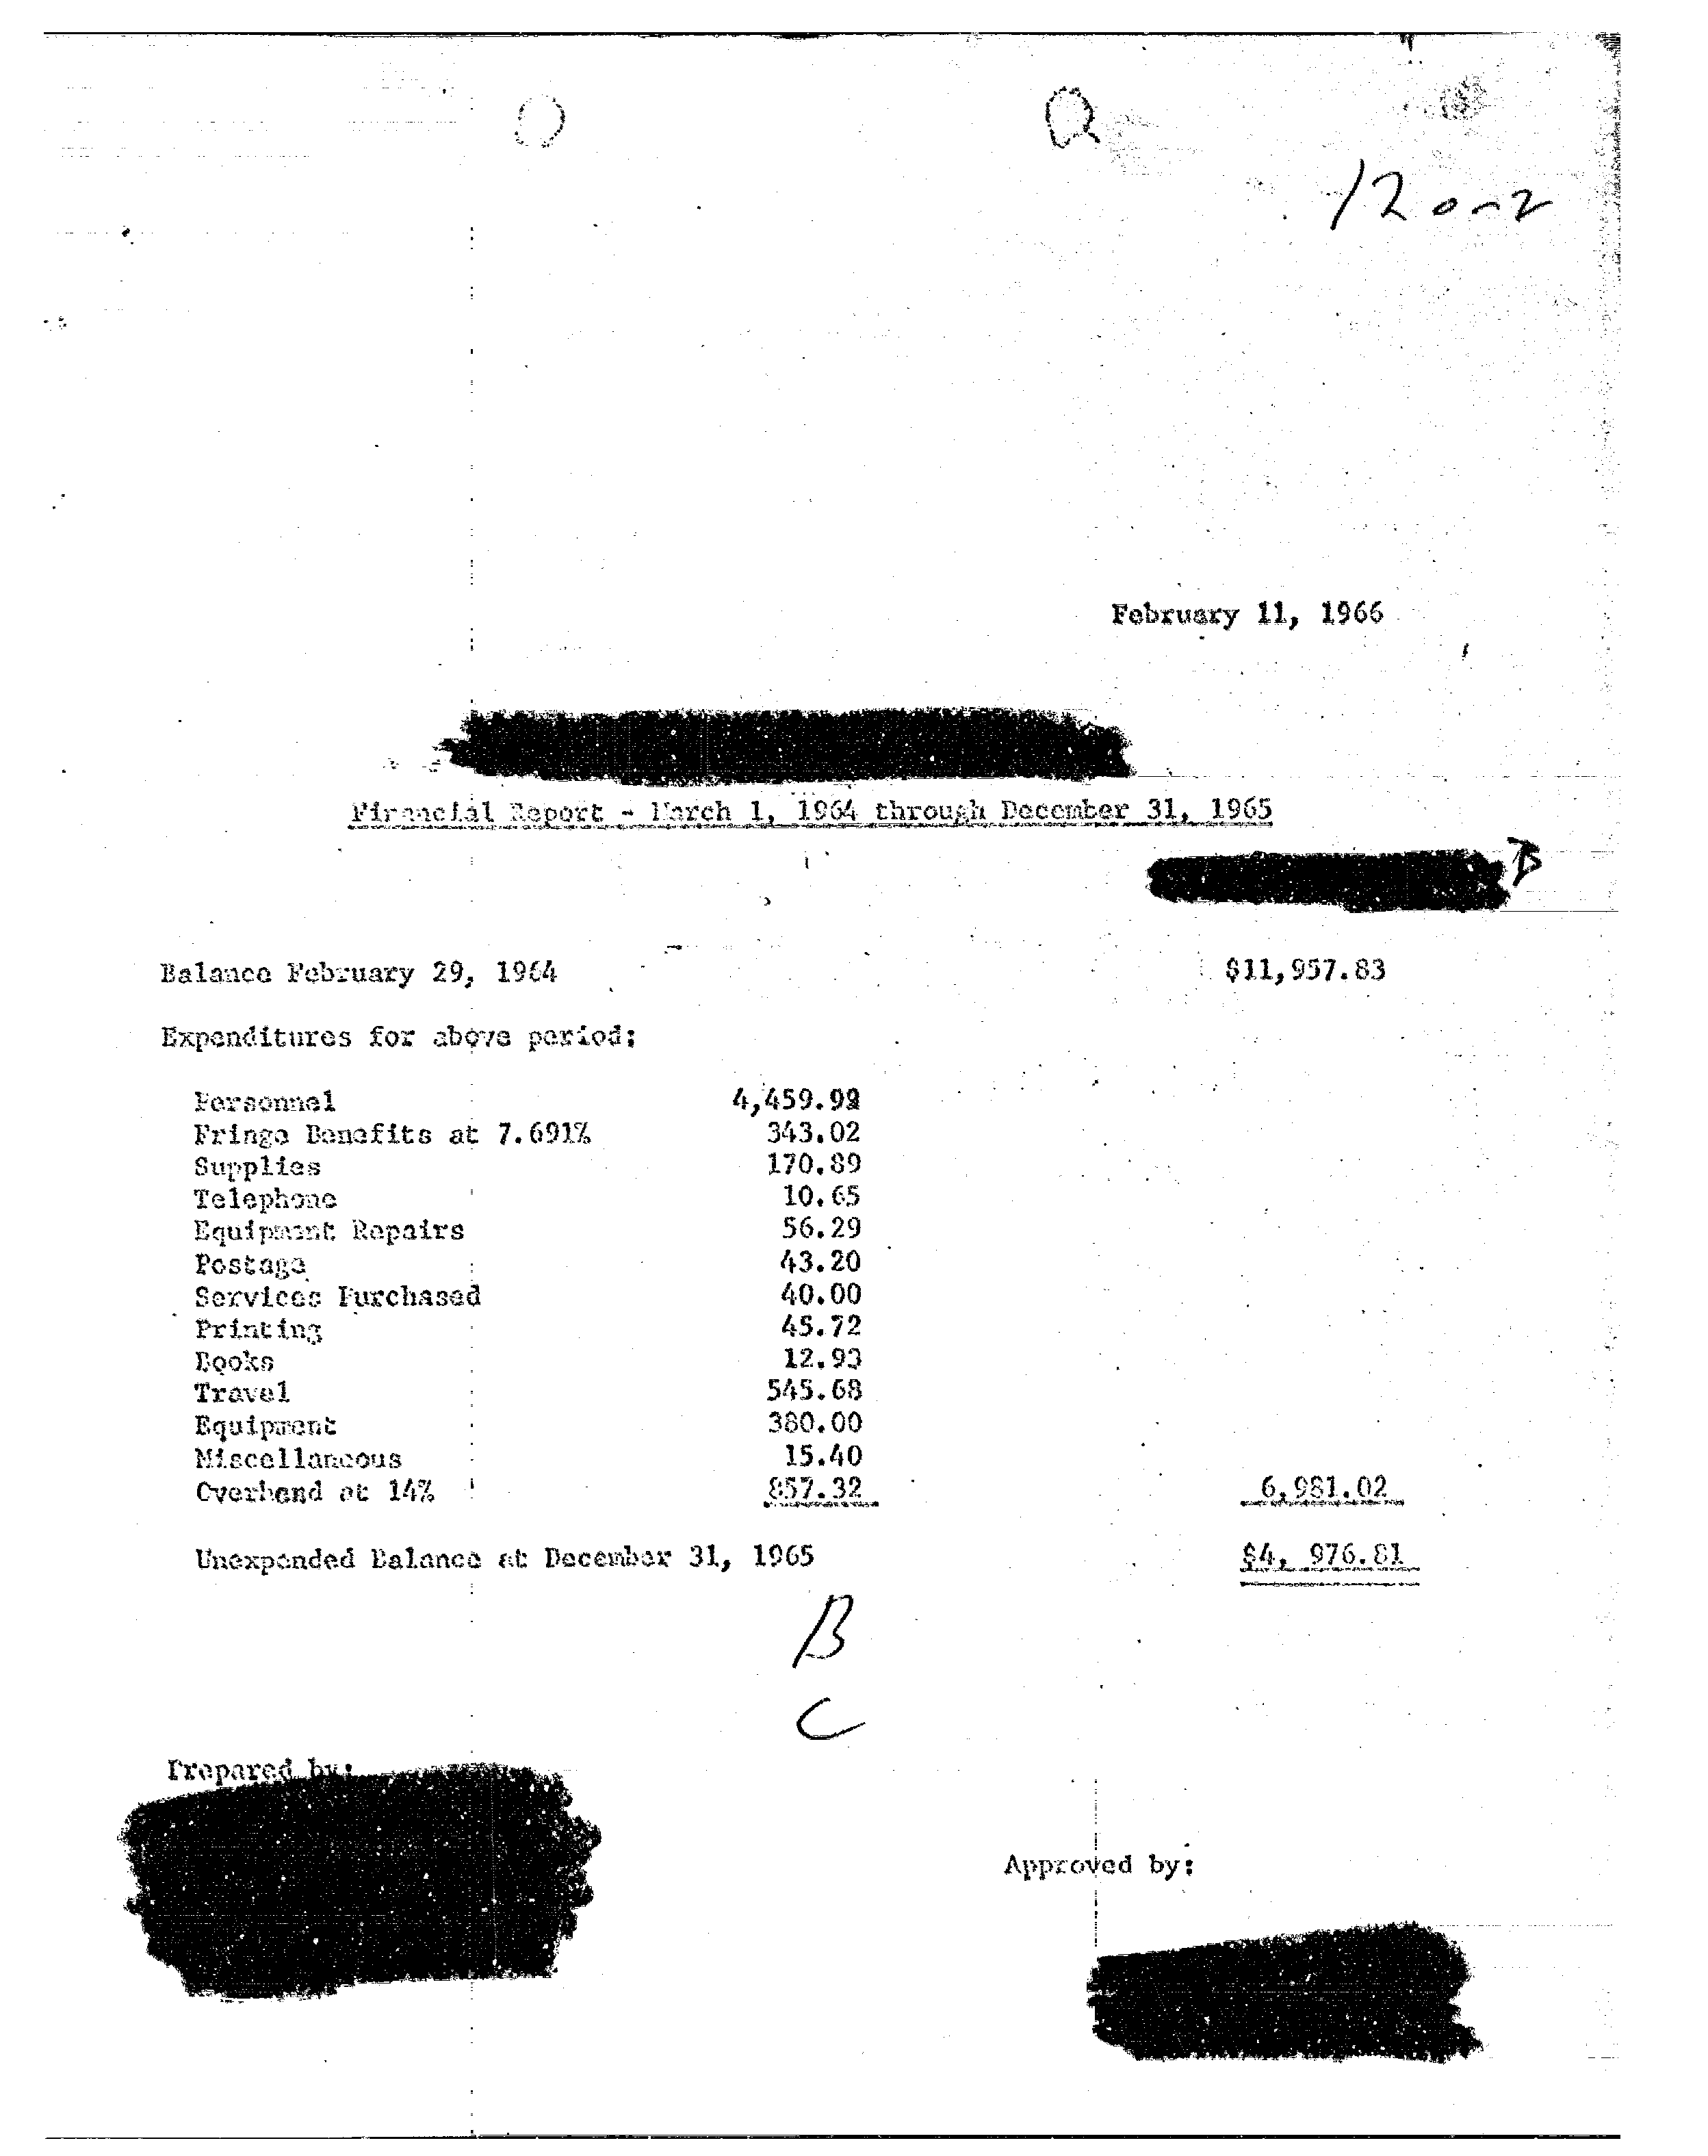 February 11, 1966
Financial Report - March 1, 1964 through December 31, 1965
B
Balance February 29, 1964 $11,957.83
Expenditures for above period:
Personnel 4,459.92
Fringe Benefits at 7.691% 343.02
Supplies 170.89
Telephone 10.65
Equipment Repairs 56.29
Postage 43.20
Services Purchased 40.00
Printing 45.72
Books 12.93
Travel 545.68
Equipment 380.00
Miscellaneous 15.40
Overhead at 14% 857.32 6,981.02
Unexpended Balance at December 31, 1965 $4, 976.81
B
C
Prepared by:
Approved by: